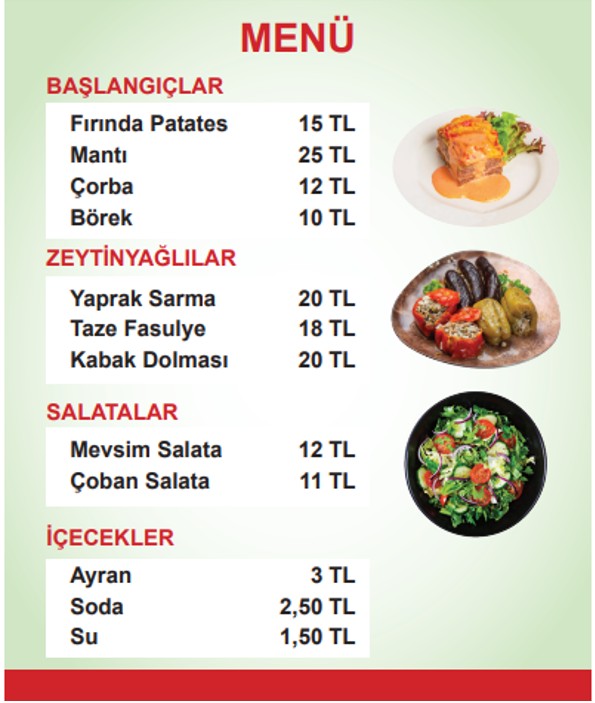 MENÜ
BAŞLANGIÇLAR
Fırında Patates 15 TL
Mantı 25 TL
Çorba 12 TL
Börek 10 TL
ZEYTİNYAĞLILAR
Yaprak Sarma 20 TL
Taze Fasulye 18 TL
Kabak Dolması 20 TL
SALATALAR
Mevsim Salata 12 TL
Çoban Salata 11 TL
İÇECEKLER
Ayran 3 TL
Soda 2,50 TL
Su 1,50 TL